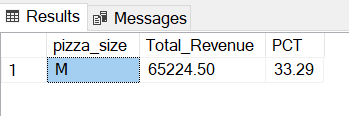 Results Messages
pizza_size Total_Revenue PCT
1 M 65224.50 33.29